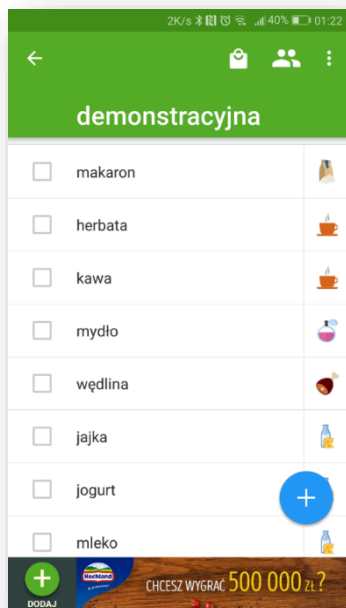 2K/s 40% 01:22
demonstracyjna
makaron
herbata
kawa
mydło
wędlina
jajka
jogurt
mleko
DODAJ
Hochland
CHCESZ WYGRAĆ 500 000 ZŁ?